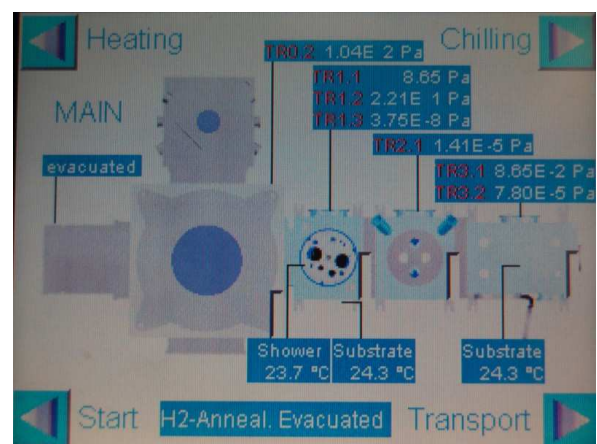 Heating
Chilling
TR0.2 1.04E 2 Pa
TR1.1 8.65 Pa
TR1.2 2.21E 1 Pa
TR1.3 3.75E-8 Pa
MAIN
TR2.1 1.41E-5 Pa
evacuated
TR3.1 8.65E-2 Pa
TR3.2 7.80E-5 Pa
Shower
23.7 °C
Substrate
24.3 °C
Substrate
24.3 °C
Start
H2-Anneal. Evacuated
Transport